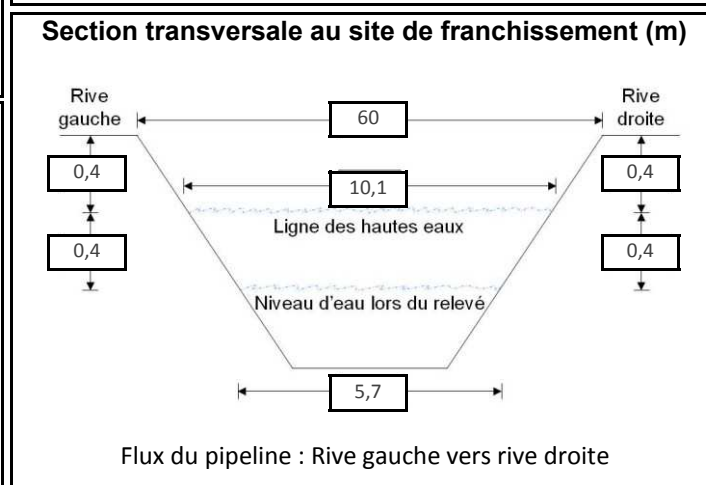 Section transversale au site de franchissement (m)
Rive gauche
60
Rive droite
0,4
10,1
0,4
Ligne des hautes eaux
0,4
0,4
Niveau d'eau lors du relevé
5,7
Flux du pipeline : Rive gauche vers rive droite